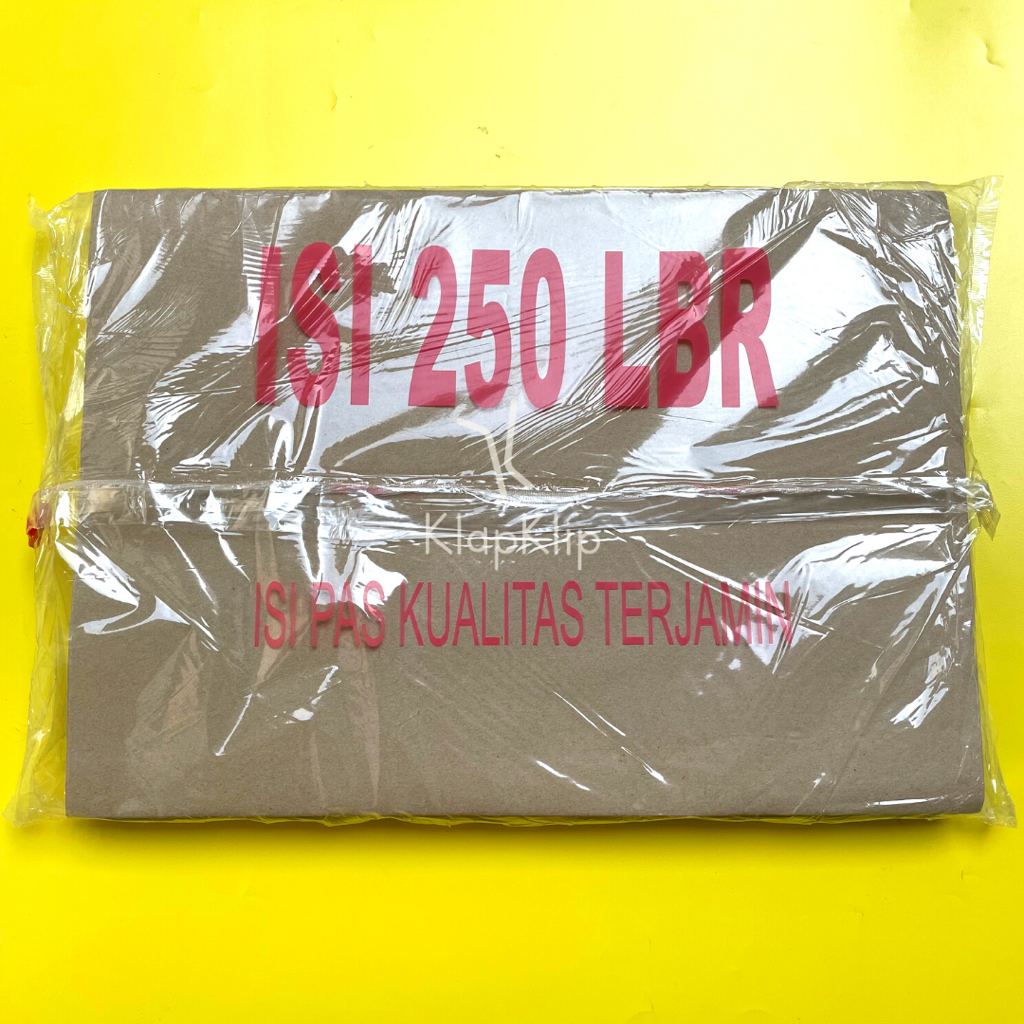 ISI 250 LBR
KlapKlip
ISI PAS KUALITAS TERJAMIN